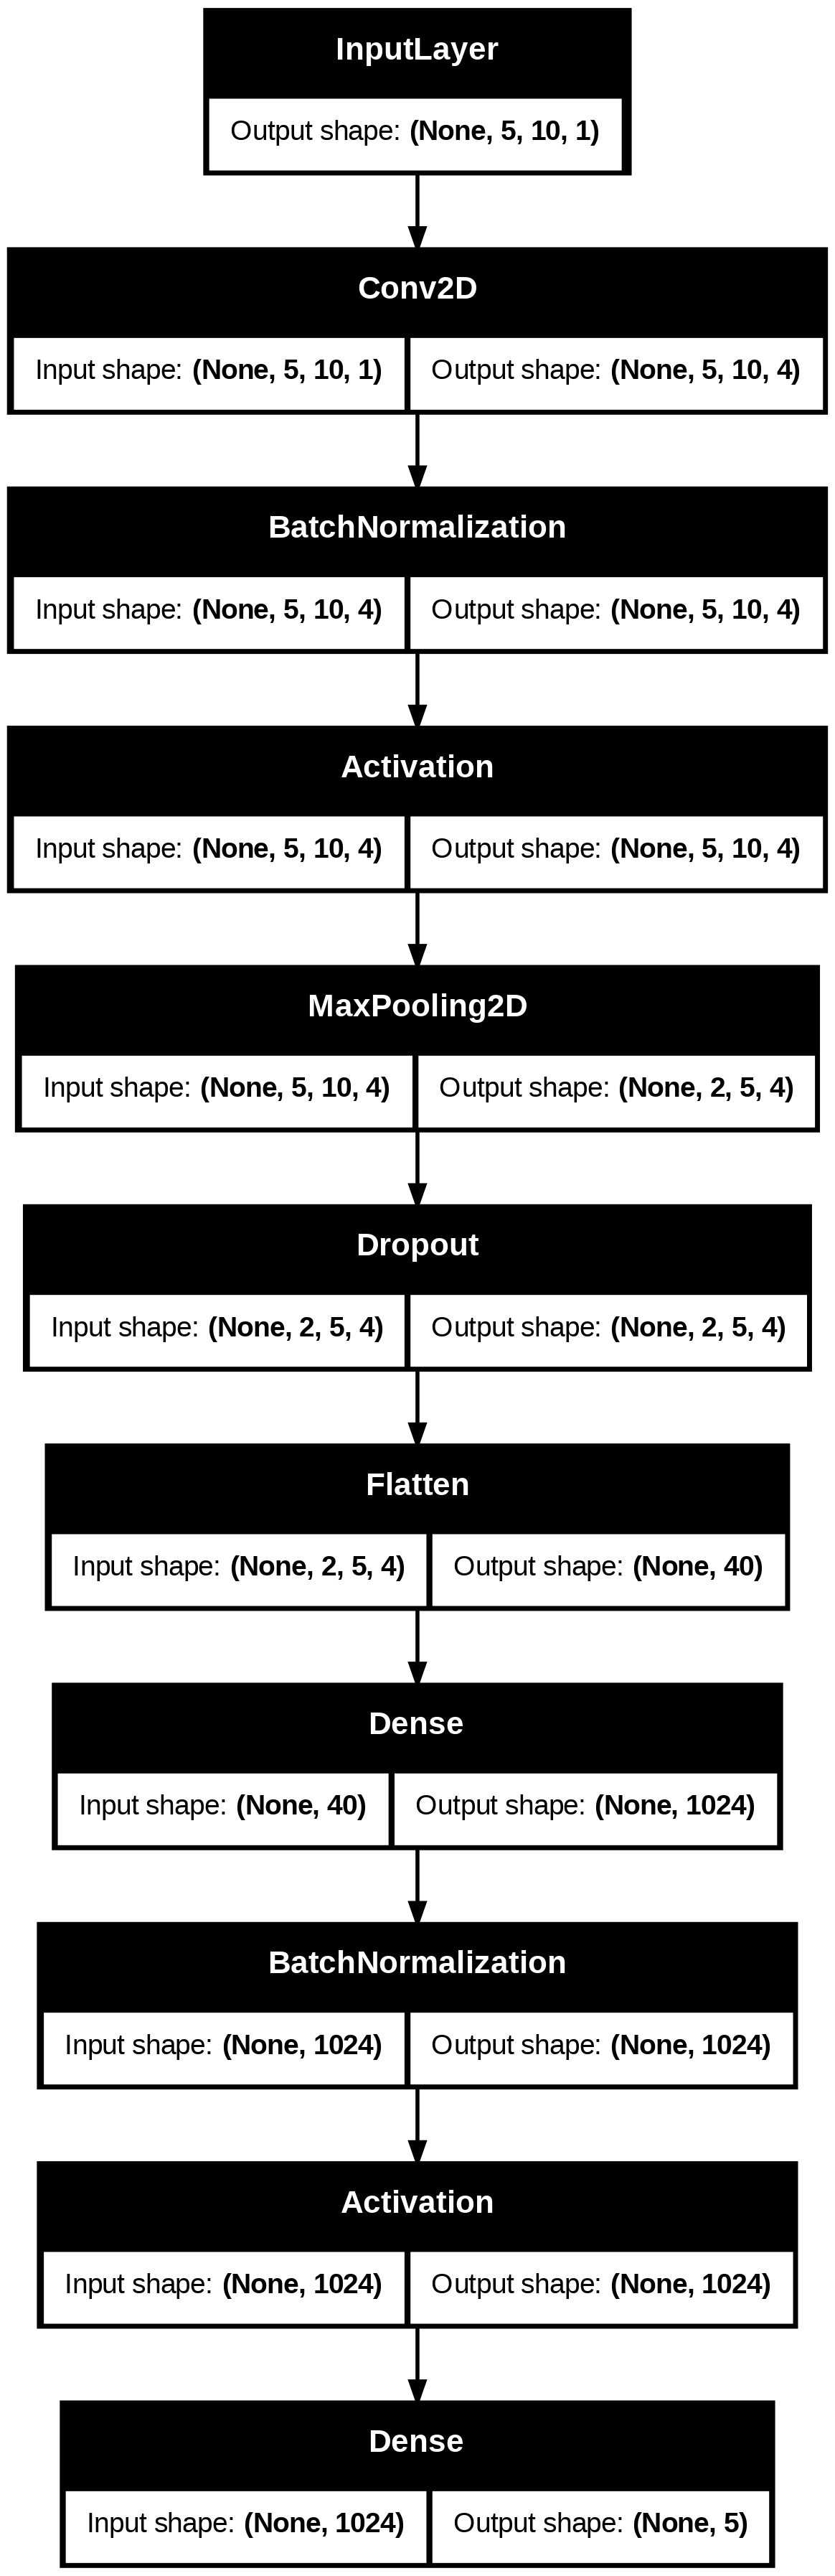 InputLayer
Output shape: (None, 5, 10, 1)
Conv2D
Input shape: (None, 5, 10, 1) Output shape: (None, 5, 10, 4)
BatchNormalization
Input shape: (None, 5, 10, 4) Output shape: (None, 5, 10, 4)
Activation
Input shape: (None, 5, 10, 4) Output shape: (None, 5, 10, 4)
MaxPooling2D
Input shape: (None, 5, 10, 4) Output shape: (None, 2, 5, 4)
Dropout
Input shape: (None, 2, 5, 4) Output shape: (None, 2, 5, 4)
Flatten
Input shape: (None, 2, 5, 4) Output shape: (None, 40)
Dense
Input shape: (None, 40) Output shape: (None, 1024)
BatchNormalization
Input shape: (None, 1024) Output shape: (None, 1024)
Activation
Input shape: (None, 1024) Output shape: (None, 1024)
Dense
Input shape: (None, 1024) Output shape: (None, 5)